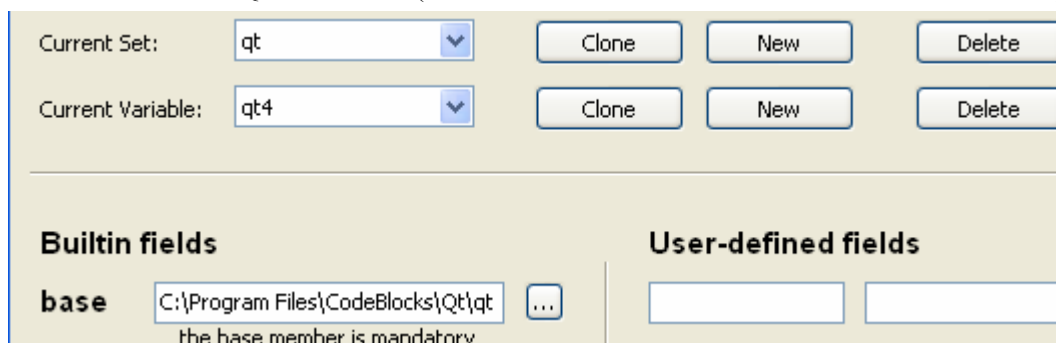 Current Set: qt Clone New Delete
Current Variable: qt4 Clone New Delete
Builtin fields User-defined fields
base C:\Program Files\CodeBlocks\Qt\qt ...
the base member is mandatory